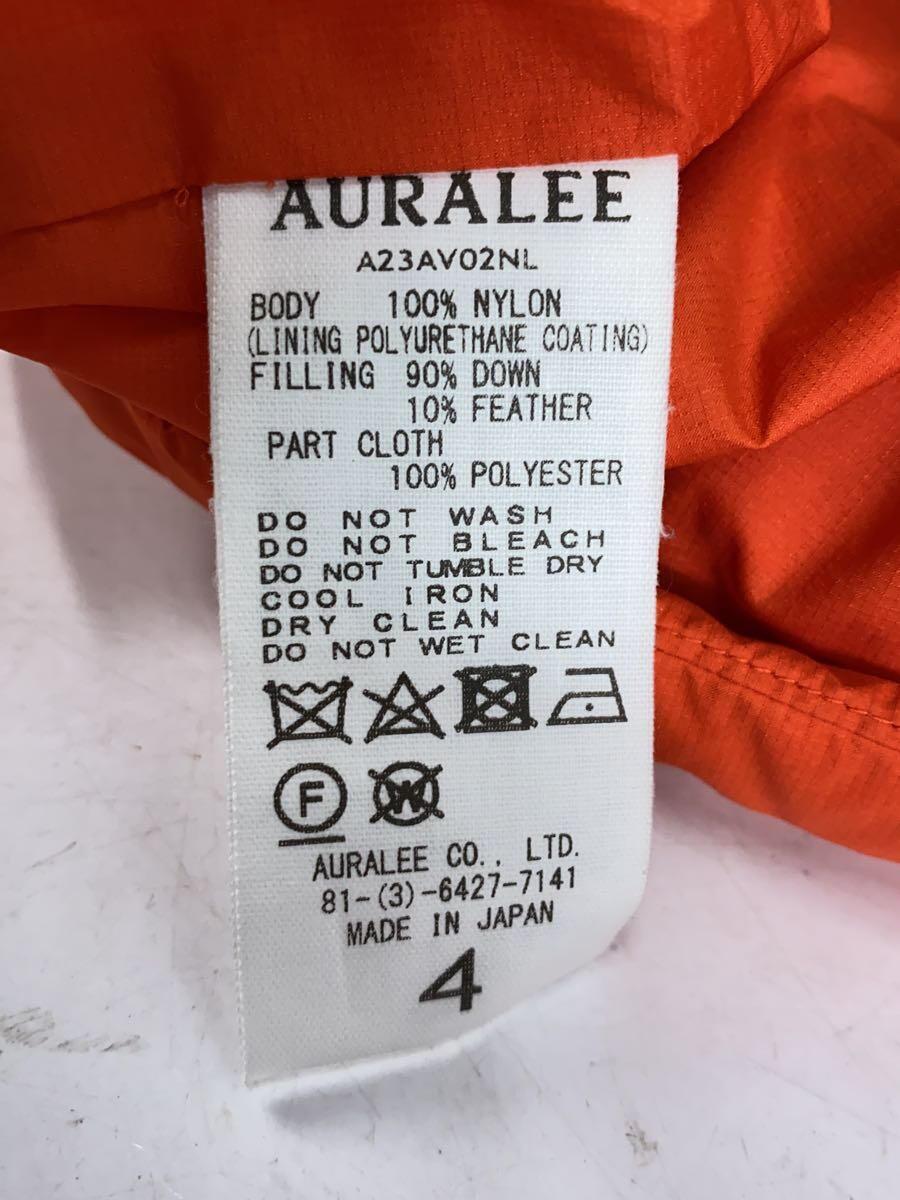 AURALEE
A23AV02NL
BODY 100% NYLON
(LINING POLYURETHANE COATING)
FILLING 90% DOWN
10% FEATHER
PART CLOTH
100% POLYESTER
DO NOT WASH
DO NOT BLEACH
DO NOT TUMBLE DRY
COOL IRON
DRY CLEAN
DO NOT WET CLEAN
F W
AURALEE CO., LTD.
81-(3)-6427-7141
MADE IN JAPAN
4